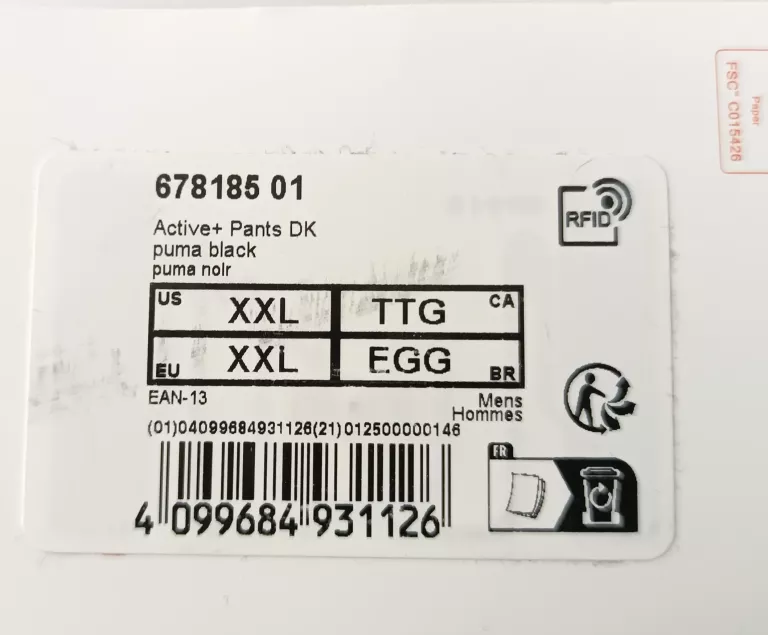 Paper
FSC® C015426
678185 01
RFID
Active+ Pants DK
puma black
puma noir
US XXL TTG CA
EU XXL EGG BR
EAN-13
Mens
Hommes
(01)04099684931126(21)012500000146
FR
4 099684 931126